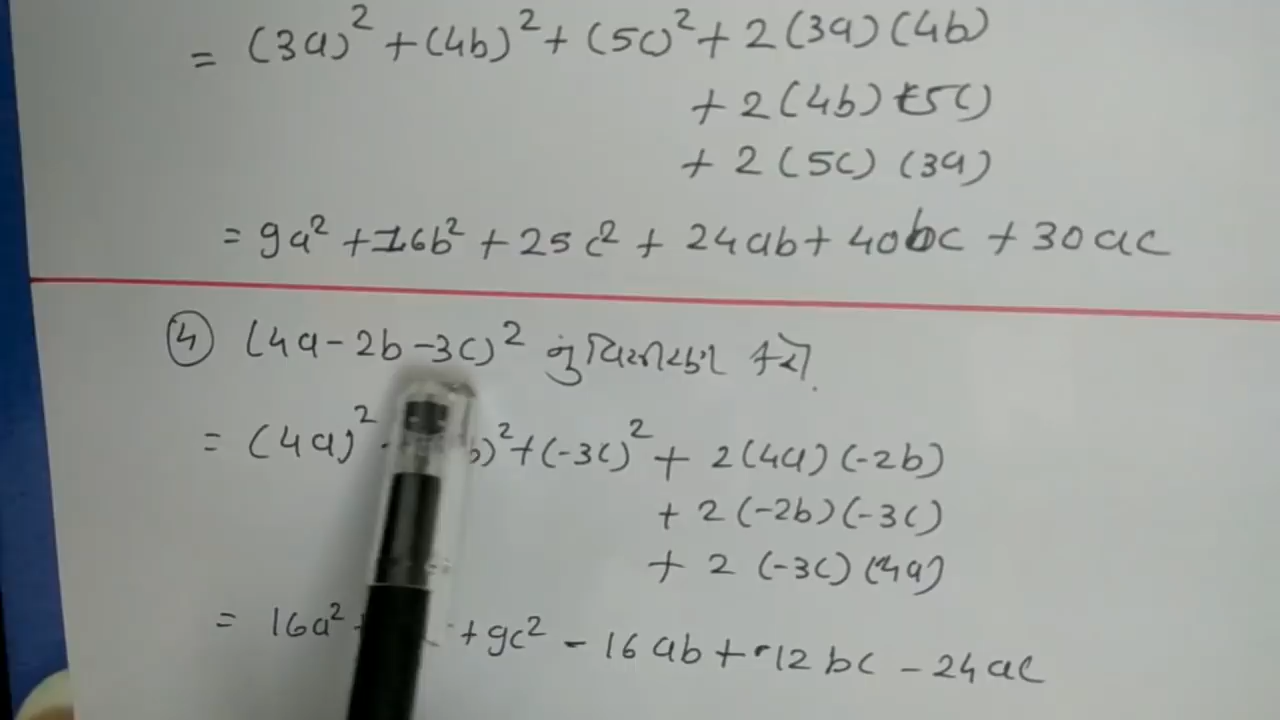 = (3a)² + (4b)² + (5c)² + 2 (3a) (4b)
+ 2 (4b) (5c)
+ 2 (5c) (3a)
= 9a² + 16b² + 25c² + 24ab + 40bc + 30ac
④ (4a - 2b - 3c)² નું વિસ્તરણ કરો.
= (4a)² b)² + (-3c)² + 2 (4a) (-2b)
+ 2 (-2b) (-3c)
+ 2 (-3c) (4a)
= 16a² + + 9c² - 16ab + 12bc - 24ac